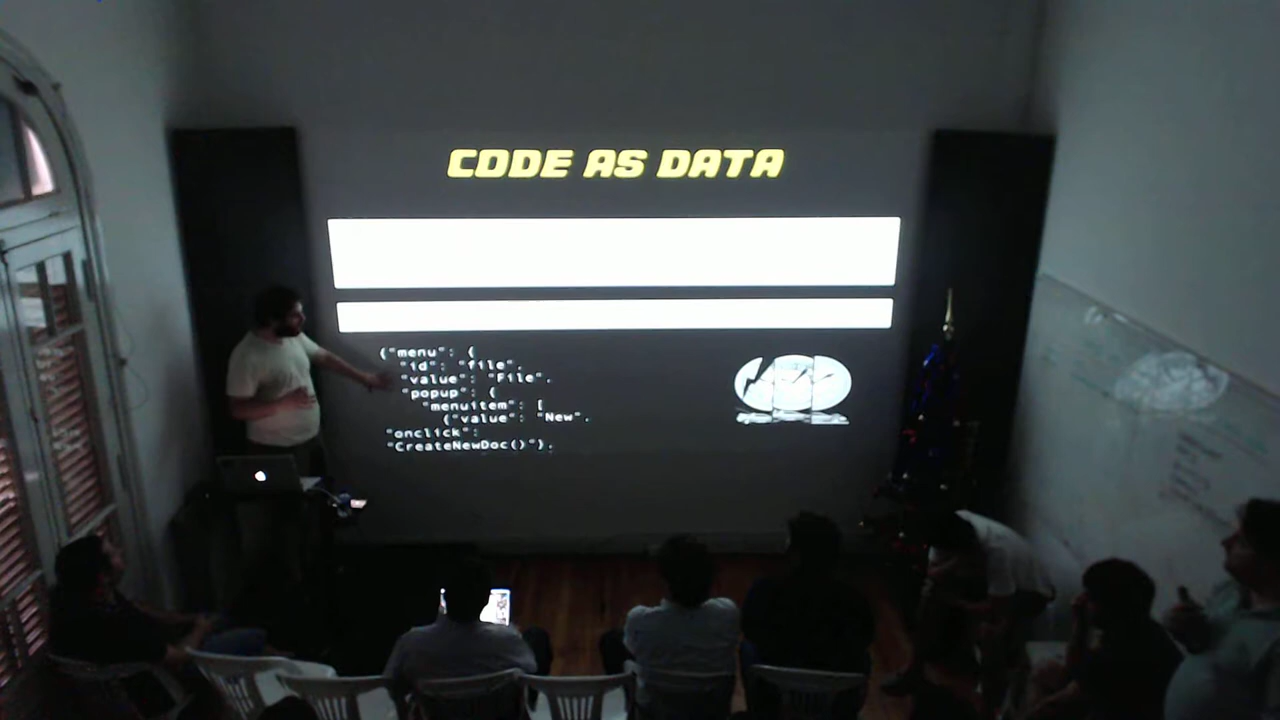 CODE AS DATA
{"menu": {
"id": "file",
"value": "File",
"popup": {
"menuitem": [
{"value": "New",
"onclick":
"CreateNewDoc()"},